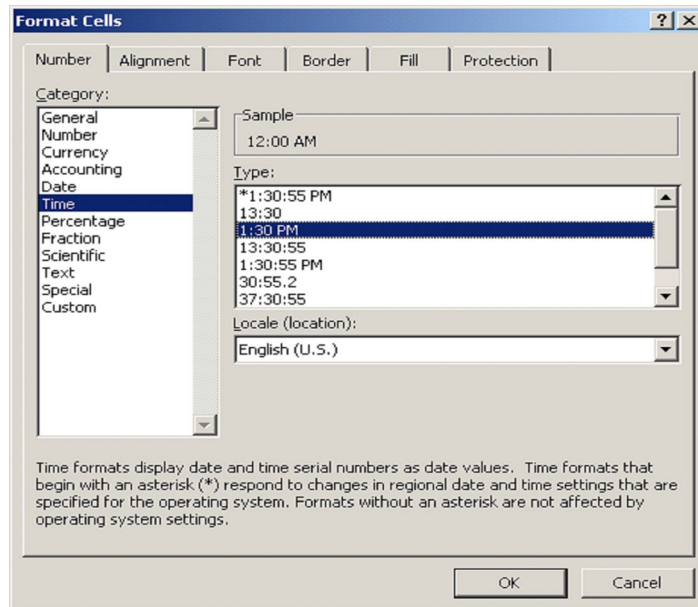 Format Cells
Number Alignment Font Border Fill Protection
Category:
General
Number
Currency
Accounting
Date
Time
Percentage
Fraction
Scientific
Text
Special
Custom
Sample
12:00 AM
Type:
*1:30:55 PM
13:30
1:30 PM
13:30:55
1:30:55 PM
30:55.2
37:30:55
Locale (location):
English (U.S.)
Time formats display date and time serial numbers as date values. Time formats that
begin with an asterisk (*) respond to changes in regional date and time settings that are
specified for the operating system. Formats without an asterisk are not affected by
operating system settings.
OK Cancel